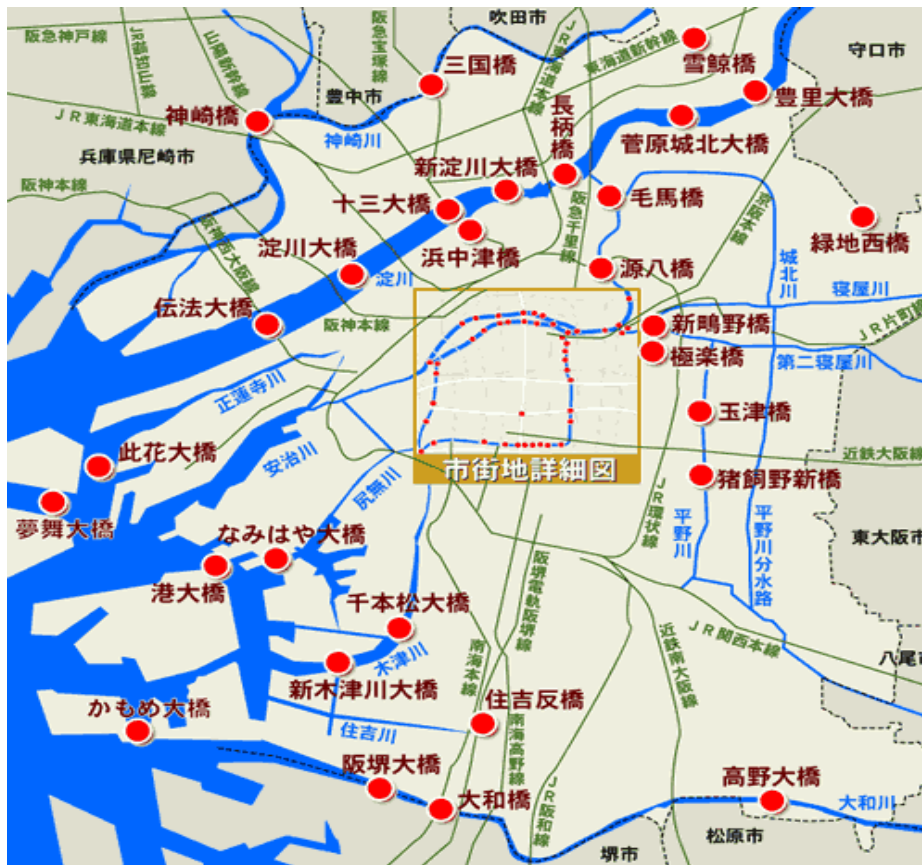 吹田市
阪急神戸線
JR福知山線
山陽新幹線
阪急宝塚線
三国橋
JR東海道本線
東海道新幹線
雪鯨橋
守口市
豊中市
豊里大橋
神崎橋
JR東海道本線
神崎川
長柄橋
菅原城北大橋
兵庫県尼崎市
新淀川大橋
阪神本線
十三大橋
毛馬橋
京阪本線
阪急千里線
緑地西橋
阪神西大阪線
淀川大橋
浜中津橋
城北川
淀川
源八橋
寝屋川
伝法大橋
阪神本線
新鴫野橋
JR片町線
極楽橋
第二寝屋川
正蓮寺川
玉津橋
此花大橋
安治川
市街地詳細図
近鉄大阪線
尻無川
猪飼野新橋
夢舞大橋
JR環状線
なみはや大橋
平野川
東大阪市
港大橋
阪堺電軌阪堺線
平野川分水路
千本松大橋
JR関西本線
木津川
南海本線
近鉄南大阪線
八尾市
新木津川大橋
かもめ大橋
住吉反橋
住吉川
南海高野線
阪堺大橋
高野大橋
大和橋
JR阪和線
大和川
松原市
堺市